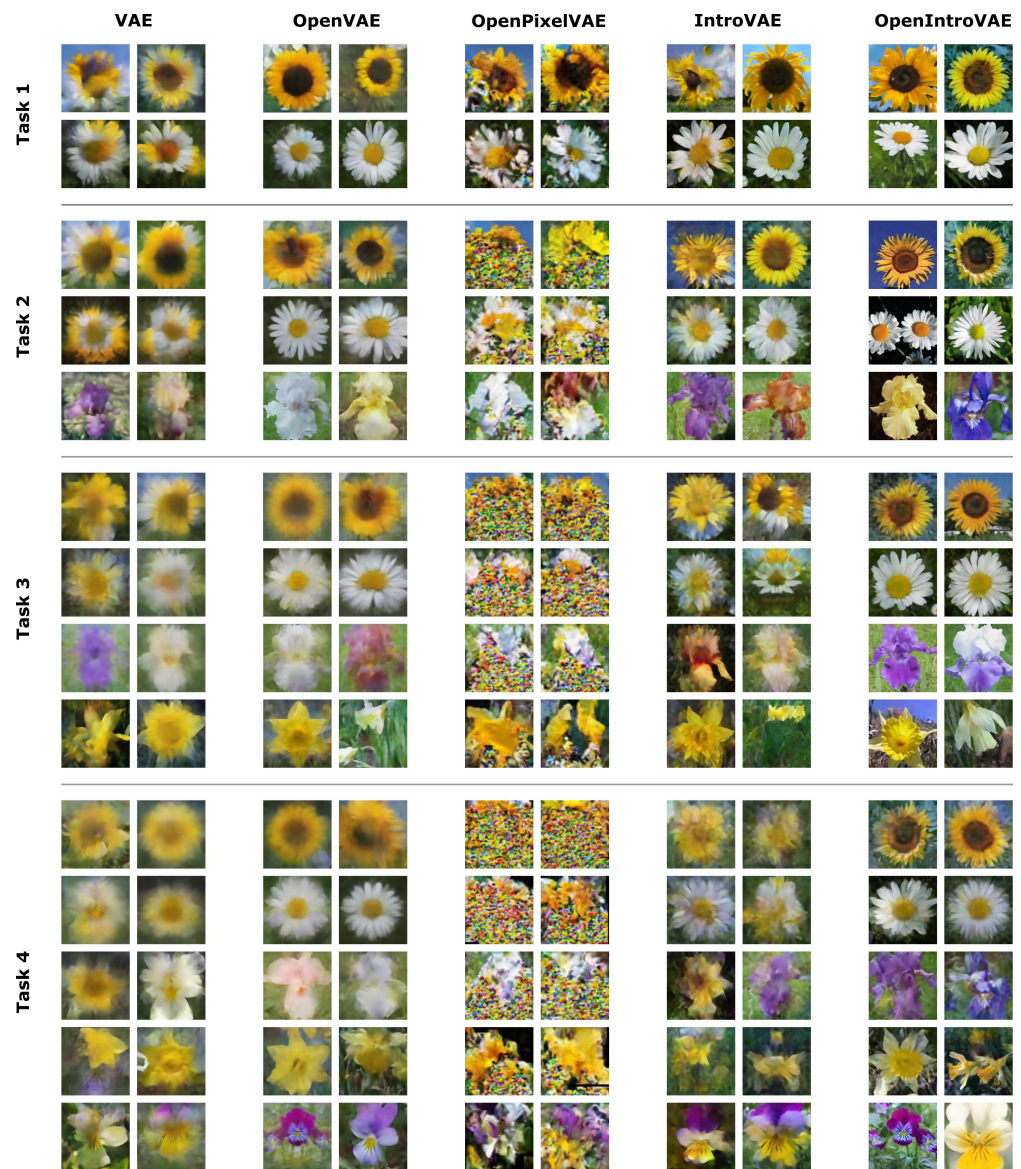 VAE OpenVAE OpenPixelVAE IntroVAE OpenIntroVAE
Task 1
Task 2
Task 3
Task 4